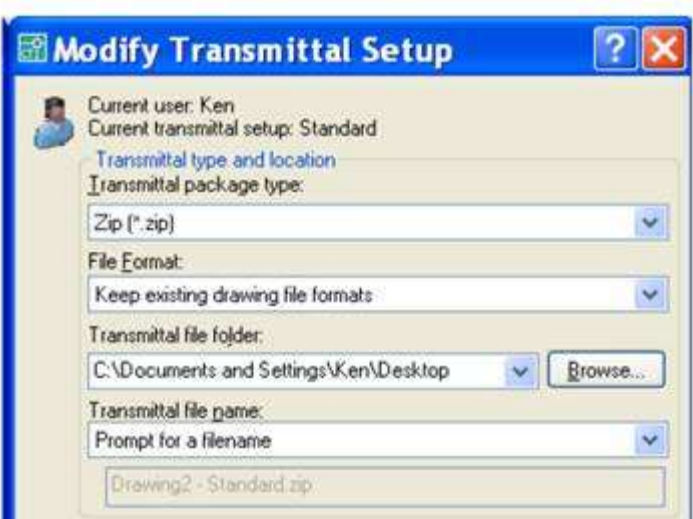 Modify Transmittal Setup
Current user: Ken
Current transmittal setup: Standard
Transmittal type and location
Transmittal package type:
Zip (*.zip)
File Format:
Keep existing drawing file formats
Transmittal file folder:
C:\Documents and Settings\Ken\Desktop
Browse...
Transmittal file name:
Prompt for a filename
Drawing2 - Standard.zip